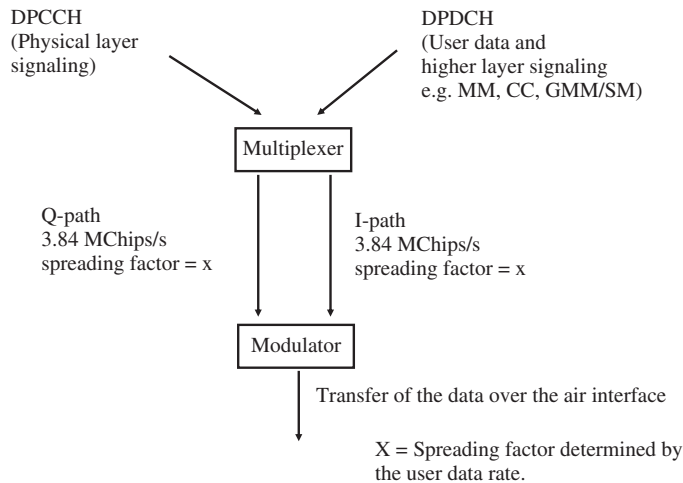 DPCCH
(Physical layer
signaling)
DPDCH
(User data and
higher layer signaling
e.g. MM, CC, GMM/SM)
Multiplexer
Q-path
3.84 MChips/s
spreading factor = x
I-path
3.84 MChips/s
spreading factor = x
Modulator
Transfer of the data over the air interface
X = Spreading factor determined by
the user data rate.